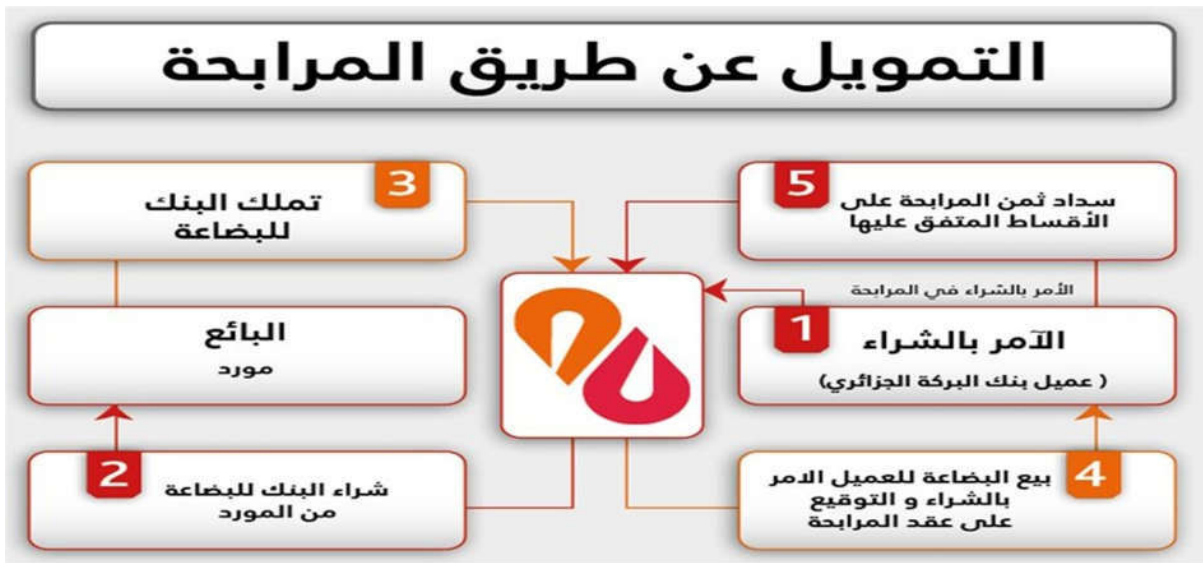 التمويل عن طريق المرابحة
5
سداد ثمن المرابحة على
الأقساط المتفق عليها
الأمر بالشراء في المرابحة
1
الآمر بالشراء
( عميل بنك البركة الجزائري)
4
بيع البضاعة للعميل الامر
بالشراء و التوقيع
على عقد المرابحة
3
تملك البنك
للبضاعة
البائع
مورد
2
شراء البنك للبضاعة
من المورد